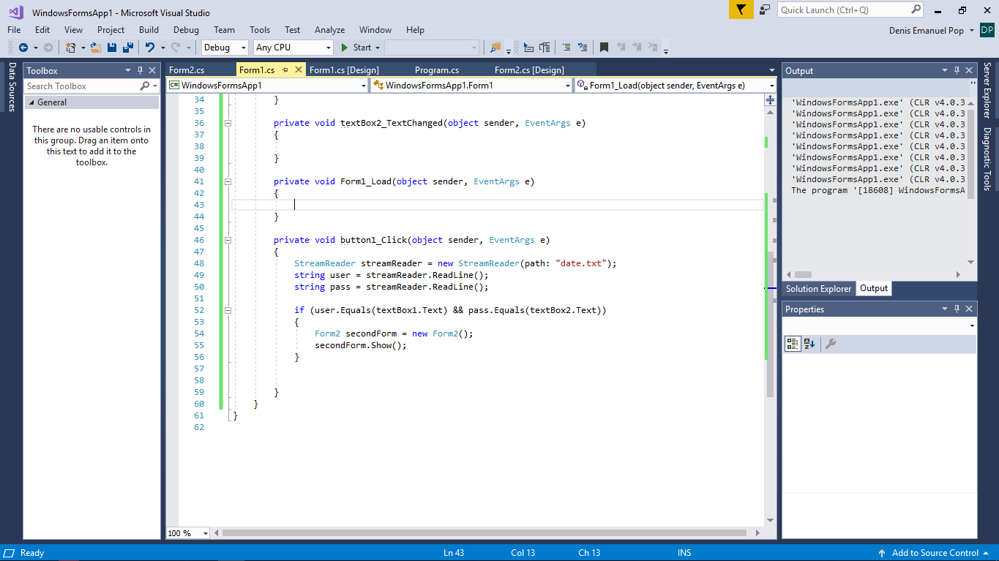 WindowsFormsApp1 - Microsoft Visual Studio
Quick Launch (Ctrl+Q)
File Edit View Project Build Debug Team Tools Test Analyze Window Help
Denis Emanuel Pop DP
Debug Any CPU Start
Data Sources
Toolbox
Search Toolbox
General
There are no usable controls in
this group. Drag an item onto
this text to add it to the
toolbox.
Form2.cs Form1.cs Form1.cs [Design] Program.cs Form2.cs [Design]
C# WindowsFormsApp1 WindowsFormsApp1.Form1 Form1_Load(object sender, EventArgs e)
34 }
35
36 private void textBox2_TextChanged(object sender, EventArgs e)
37 {
38
39 }
40
41 private void Form1_Load(object sender, EventArgs e)
42 {
43
44 }
45
46 private void button1_Click(object sender, EventArgs e)
47 {
48 StreamReader streamReader = new StreamReader(path: "date.txt");
49 string user = streamReader.ReadLine();
50 string pass = streamReader.ReadLine();
51
52 if (user.Equals(textBox1.Text) && pass.Equals(textBox2.Text))
53 {
54 Form2 secondForm = new Form2();
55 secondForm.Show();
56 }
57
58
59 }
60 }
61 }
62
100 %
Output
'WindowsFormsApp1.exe' (CLR v4.0.3
'WindowsFormsApp1.exe' (CLR v4.0.3
'WindowsFormsApp1.exe' (CLR v4.0.3
'WindowsFormsApp1.exe' (CLR v4.0.3
'WindowsFormsApp1.exe' (CLR v4.0.3
'WindowsFormsApp1.exe' (CLR v4.0.3
'WindowsFormsApp1.exe' (CLR v4.0.3
'WindowsFormsApp1.exe' (CLR v4.0.3
The program '[18608] WindowsFormsA
Solution Explorer Output
Properties
Server Explorer
Diagnostic Tools
Ready Ln 43 Col 13 Ch 13 INS Add to Source Control